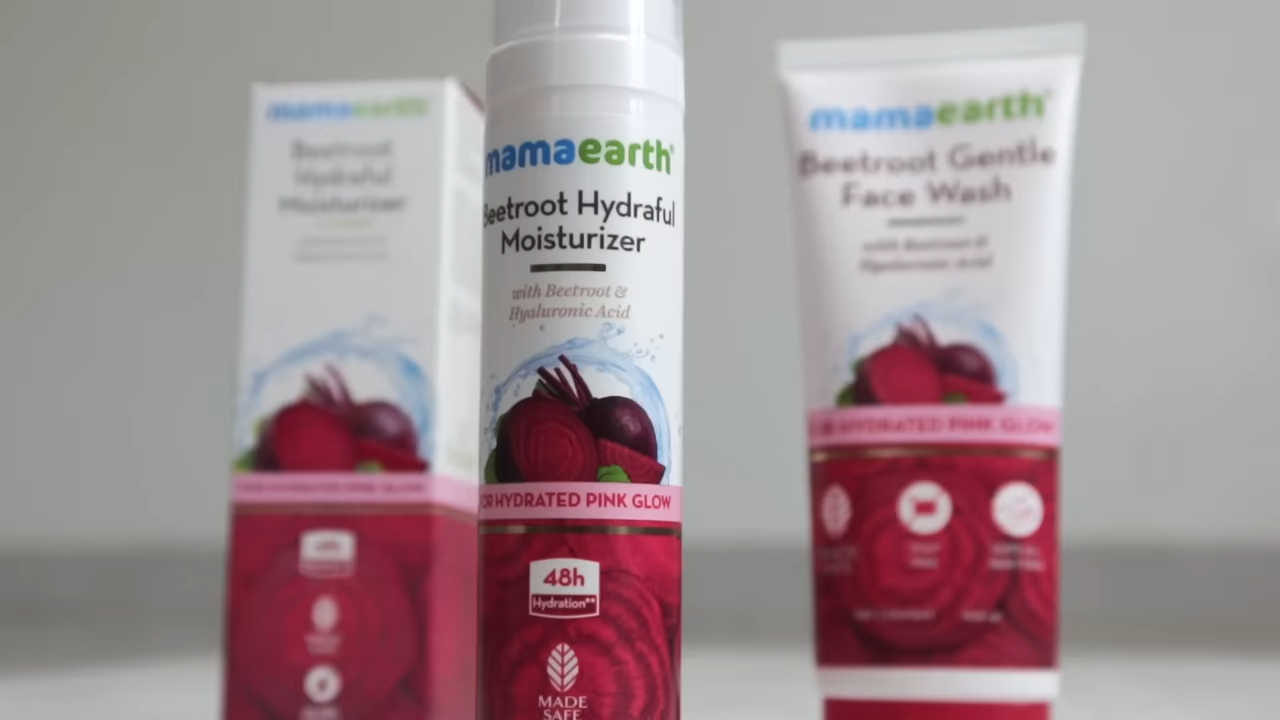 mamaearth
Beetroot
Hydraful
Moisturizer
mamaearth
Beetroot Hydraful
Moisturizer
with Beetroot &
Hyaluronic Acid
FOR HYDRATED PINK GLOW
48h
Hydration**
MADE
SAFE
mamaearth
Beetroot Gentle
Face Wash
with Beetroot &
Hyaluronic Acid
HYDRATED PINK GLOW